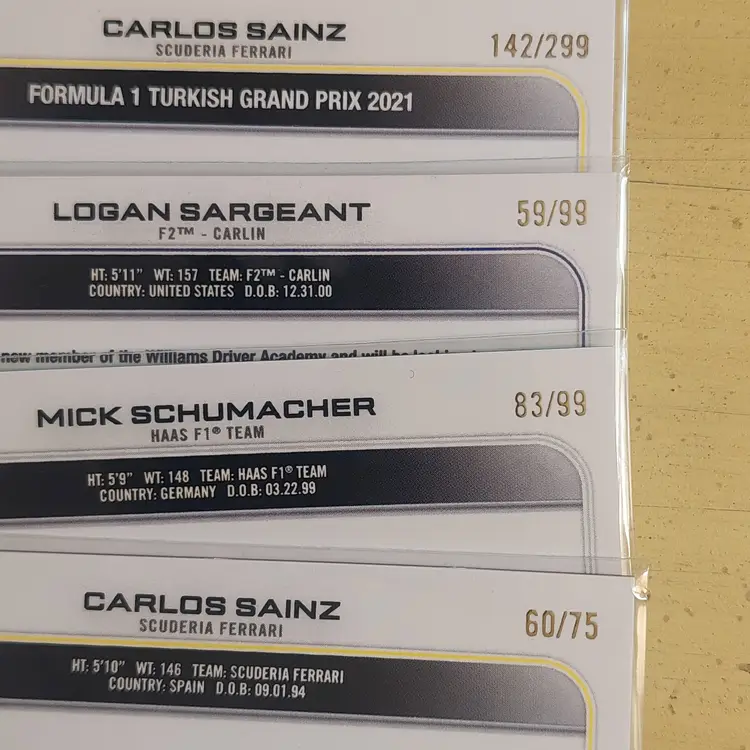 CARLOS SAINZ
SCUDERIA FERRARI
142/299
FORMULA 1 TURKISH GRAND PRIX 2021
LOGAN SARGEANT
F2™ - CARLIN
59/99
HT: 5'11" WT: 157 TEAM: F2™ - CARLIN
COUNTRY: UNITED STATES D.O.B: 12.31.00
new member of the Williams Driver Academy and will be
MICK SCHUMACHER
HAAS F1® TEAM
83/99
HT: 5'9" WT: 148 TEAM: HAAS F1® TEAM
COUNTRY: GERMANY D.O.B: 03.22.99
CARLOS SAINZ
SCUDERIA FERRARI
60/75
HT: 5'10" WT: 146 TEAM: SCUDERIA FERRARI
COUNTRY: SPAIN D.O.B: 09.01.94